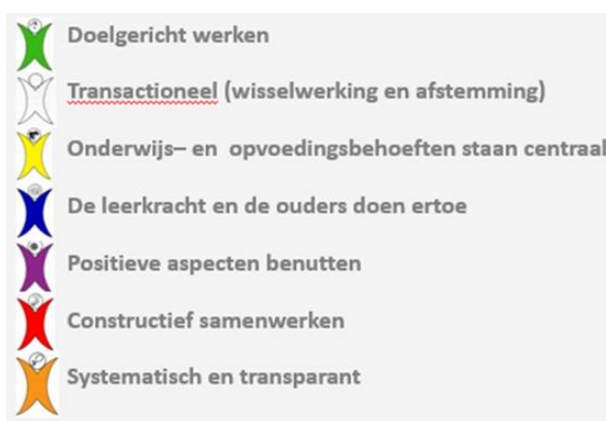 Doelgericht werken
Transactioneel (wisselwerking en afstemming)
Onderwijs– en  opvoedingsbehoeften staan centraal
De leerkracht en de ouders doen ertoe
Positieve aspecten benutten
Constructief samenwerken
Systematisch en transparant